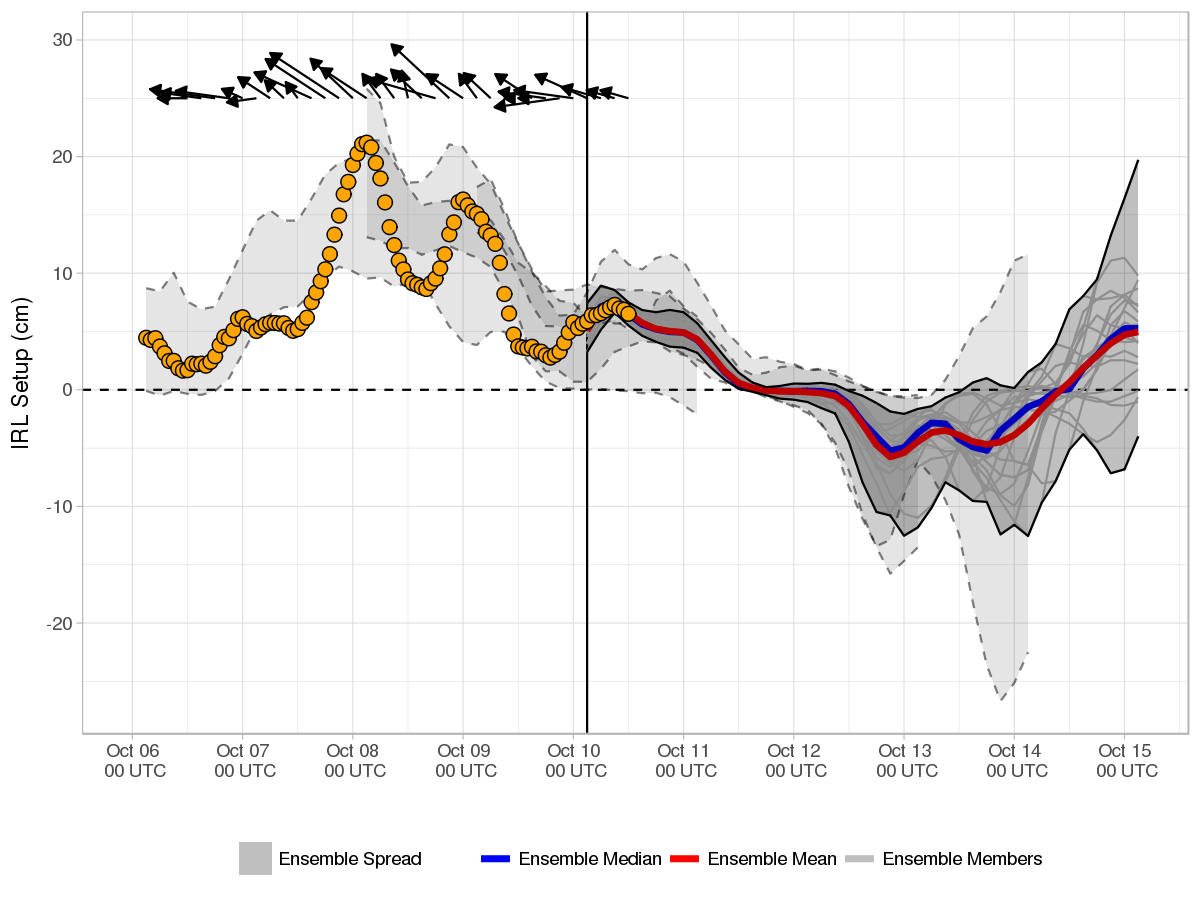 30
20
10
0
-10
-20
IRL Setup (cm)
Oct 06 Oct 07 Oct 08 Oct 09 Oct 10 Oct 11 Oct 12 Oct 13 Oct 14 Oct 15
00 UTC 00 UTC 00 UTC 00 UTC 00 UTC 00 UTC 00 UTC 00 UTC 00 UTC 00 UTC
Ensemble Spread Ensemble Median Ensemble Mean Ensemble Members